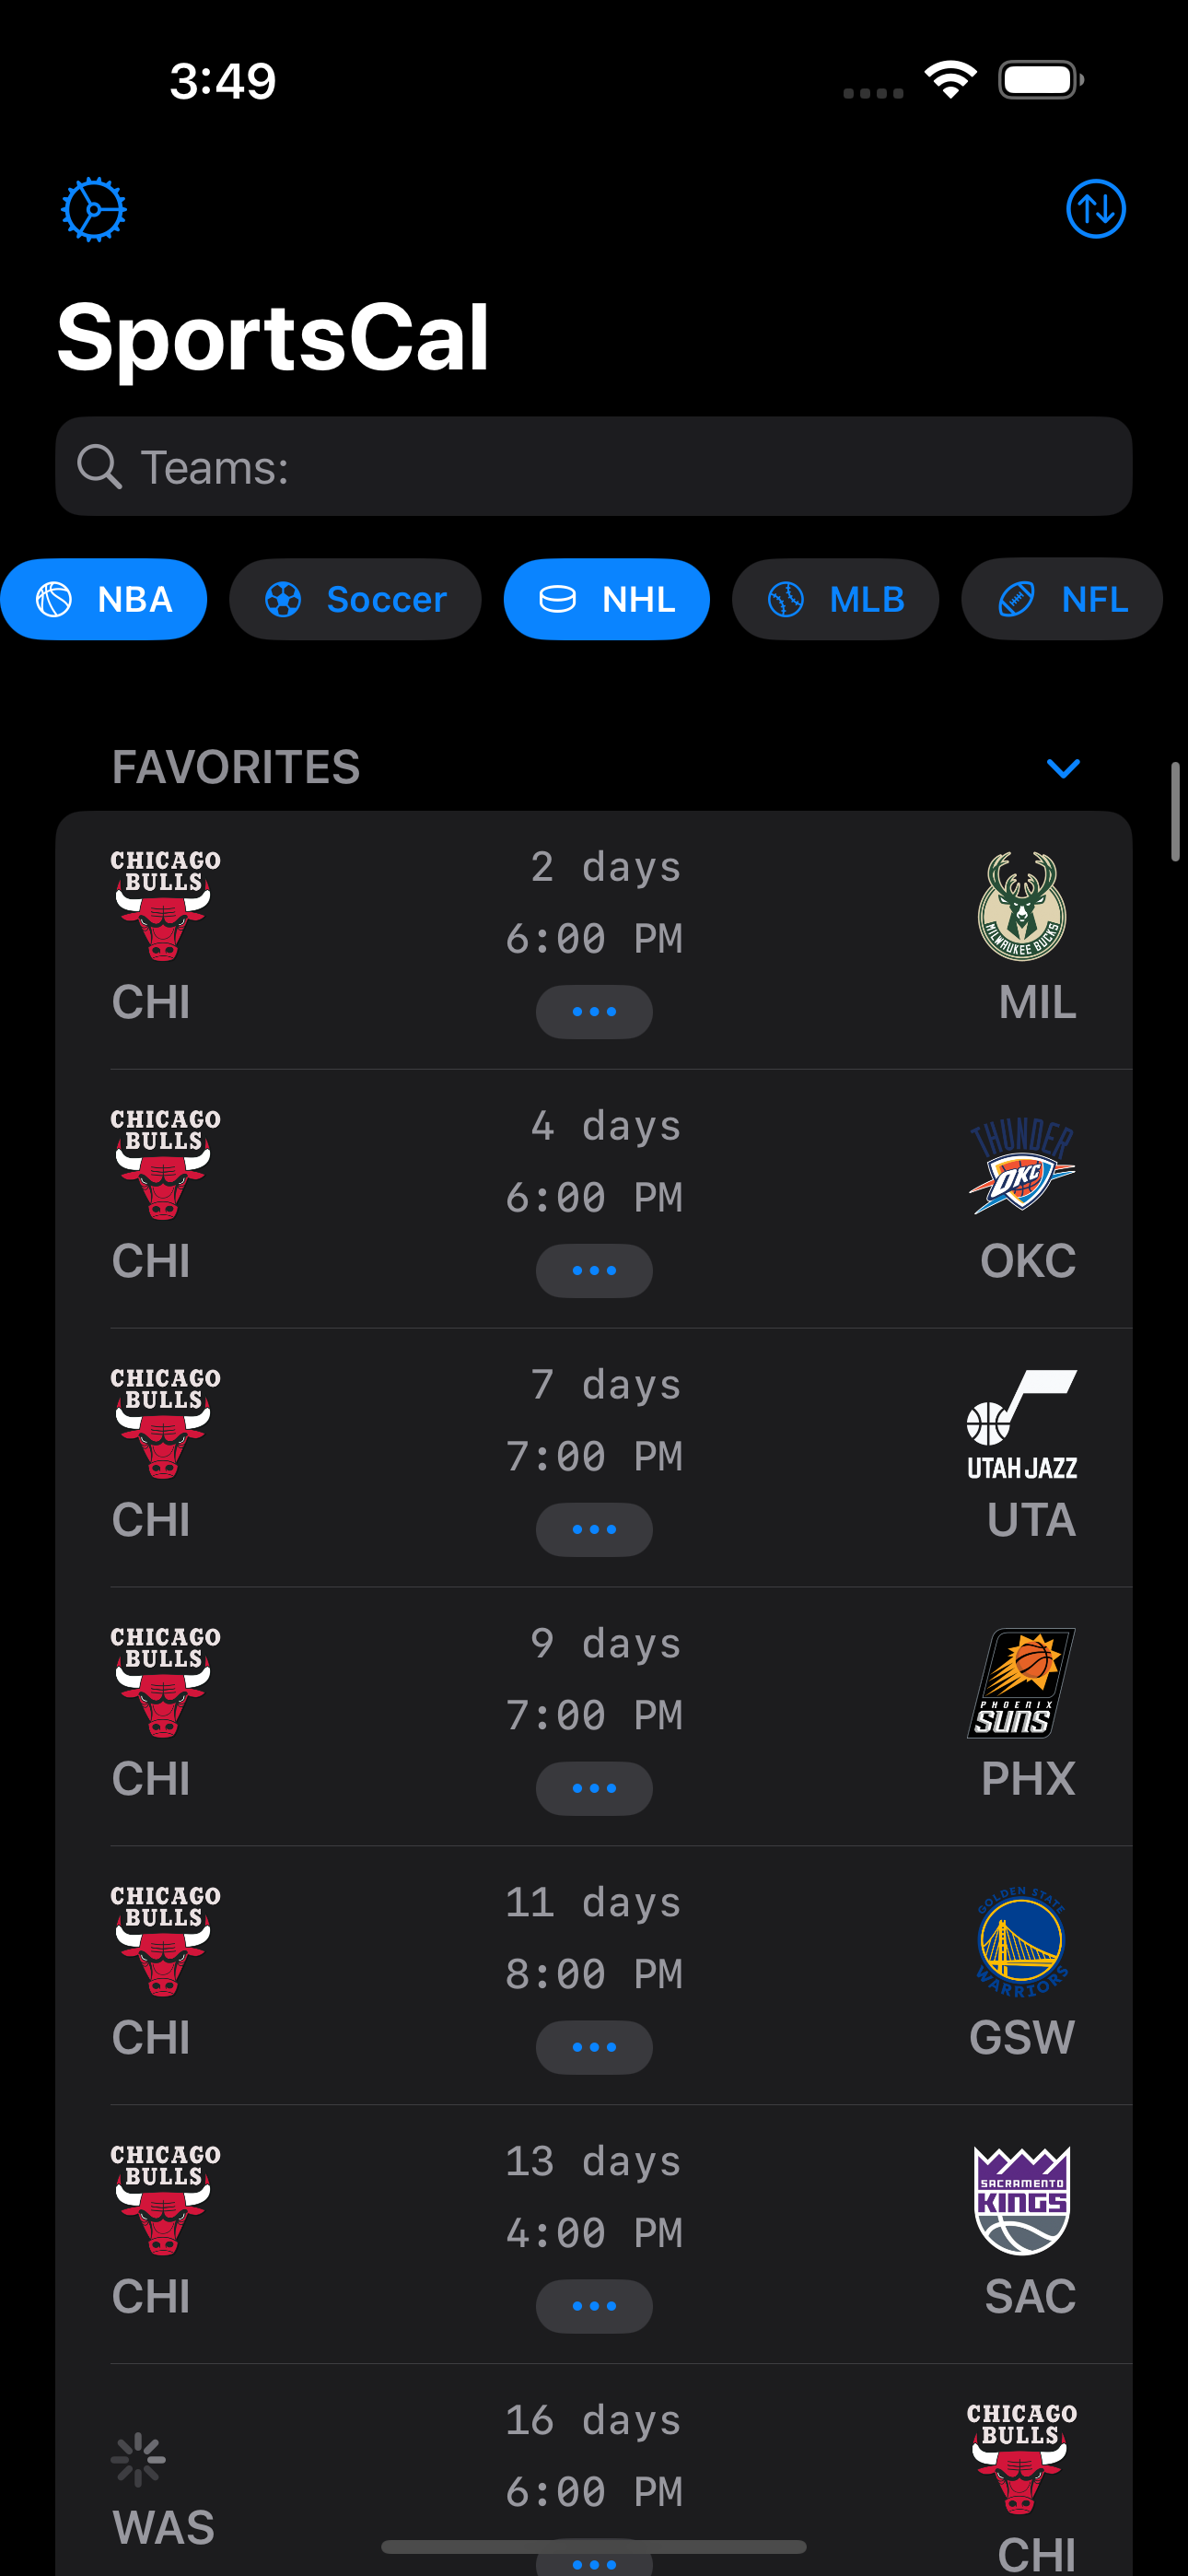 3:49
SportsCal
Teams:
NBA
Soccer
NHL
MLB
NFL
FAVORITES
CHICAGO
BULLS
CHI
2 days
6:00 PM
MILWAUKEE BUCKS
MIL
CHICAGO
BULLS
CHI
4 days
6:00 PM
THUNDER
OKC
OKC
CHICAGO
BULLS
CHI
7 days
7:00 PM
UTAH JAZZ
UTA
CHICAGO
BULLS
CHI
9 days
7:00 PM
PHOENIX
SUNS
PHX
CHICAGO
BULLS
CHI
11 days
8:00 PM
GOLDEN STATE
WARRIORS
GSW
CHICAGO
BULLS
CHI
13 days
4:00 PM
SACRAMENTO
KINGS
SAC
WAS
16 days
6:00 PM
CHICAGO
BULLS
CHI